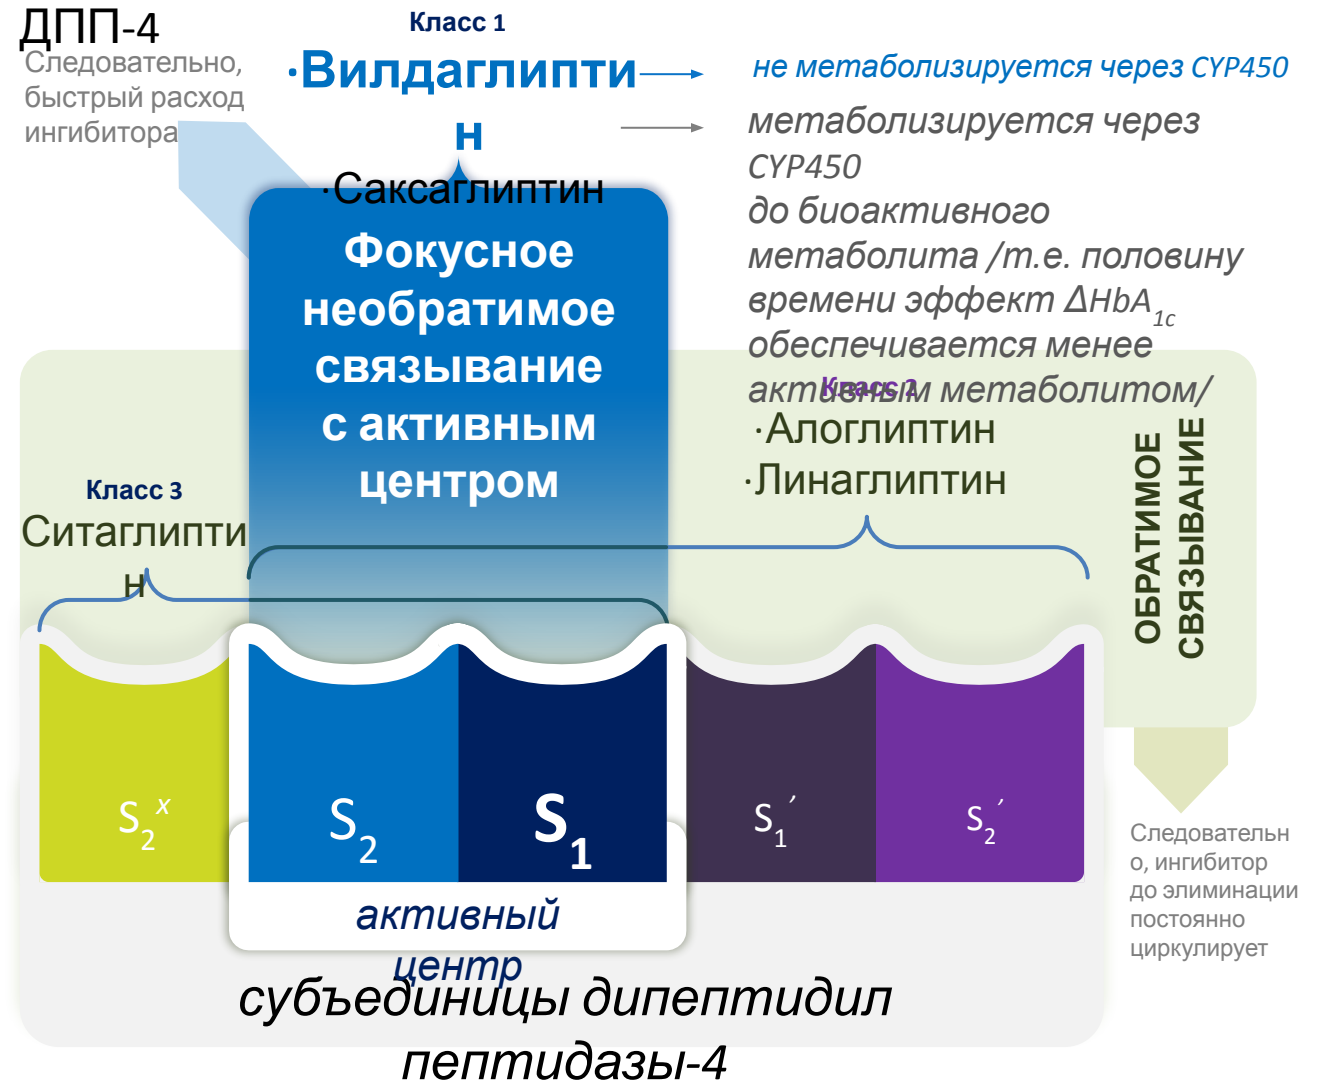 ДПП-4
Следовательно,
быстрый расход
ингибитора
Класс 1
·Вилдаглипти
н
·Саксаглиптин
не метаболизируется через CYP450
метаболизируется через
CYP450
до биоактивного
метаболита /т.е. половину
времени эффект ΔHbA1c
обеспечивается менее
активным метаболитом/
Фокусное
необратимое
связывание
с активным
центром
Класс 2
·Алоглиптин
·Линаглиптин
ОБРАТИМОЕ
СВЯЗЫВАНИЕ
Класс 3
Ситаглипти
н
S2x
S2
S1
S1′
S2′
активный
центр
Следовательн
о, ингибитор
до элиминации
постоянно
циркулирует
субъединицы дипептидил
пептидазы-4